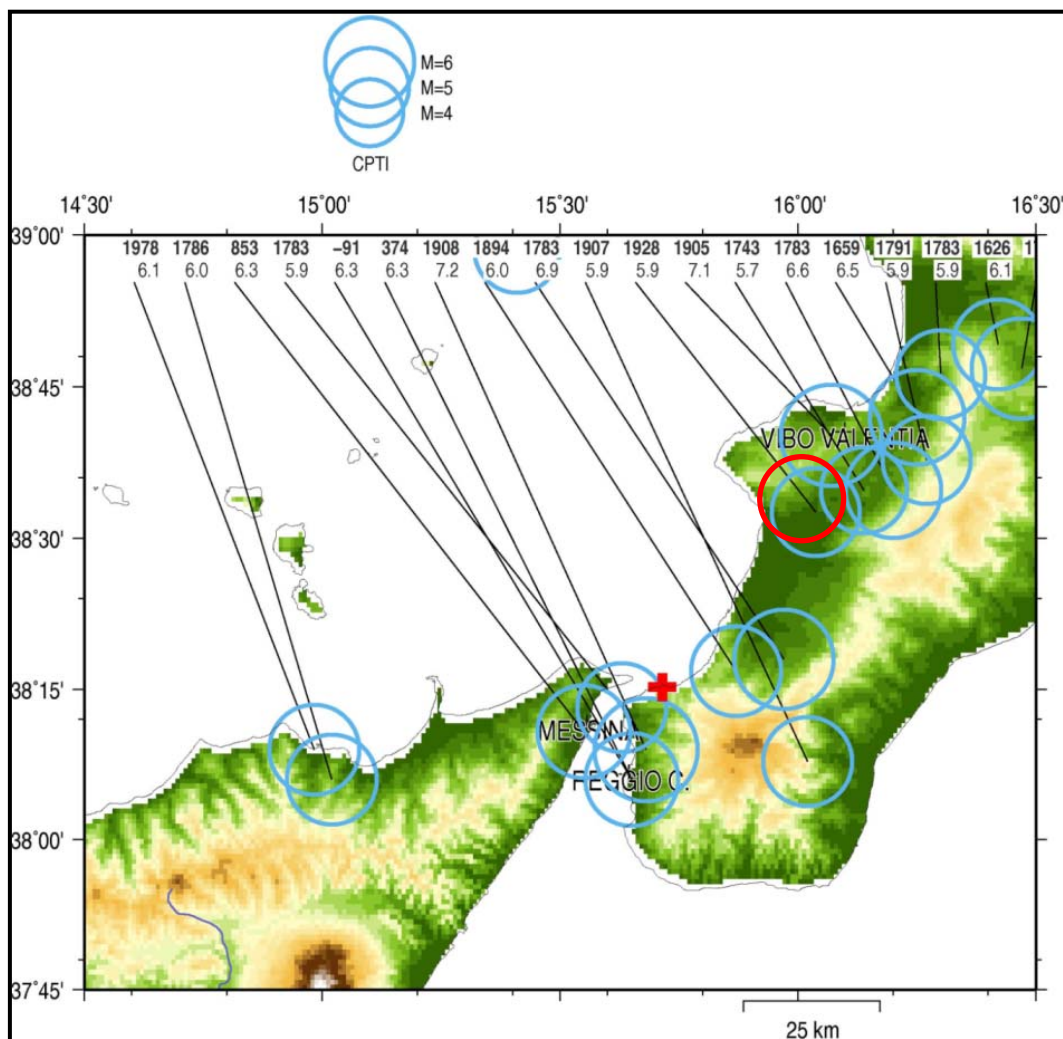 M=6
M=5
M=4
CPTI
14˚30' 15˚00' 15˚30' 16˚00' 16˚30'
39˚00'
1978 1786 853 1783 −91 374 1908 1894 1783 1907 1928 1905 1743 1783 1659 1791 1783 1626 1
6.1 6.0 6.3 5.9 6.3 6.3 7.2 6.0 6.9 5.9 5.9 7.1 5.7 6.6 6.5 5.9 5.9 6.1
38˚45'
VIBO VALENTIA
38˚30'
38˚15'
MESSINA
REGGIO C.
38˚00'
37˚45'
25 km